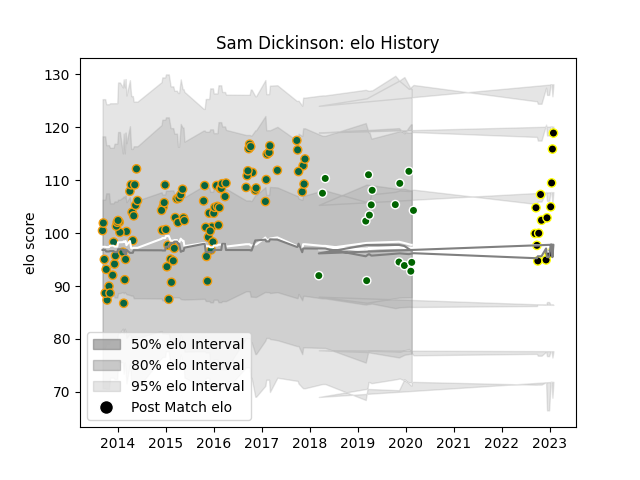 Sam Dickinson: elo History
elo score
130
120
110
100
90
80
70
50% elo Interval
80% elo Interval
95% elo Interval
Post Match elo
2014 2015 2016 2017 2018 2019 2020 2021 2022 2023